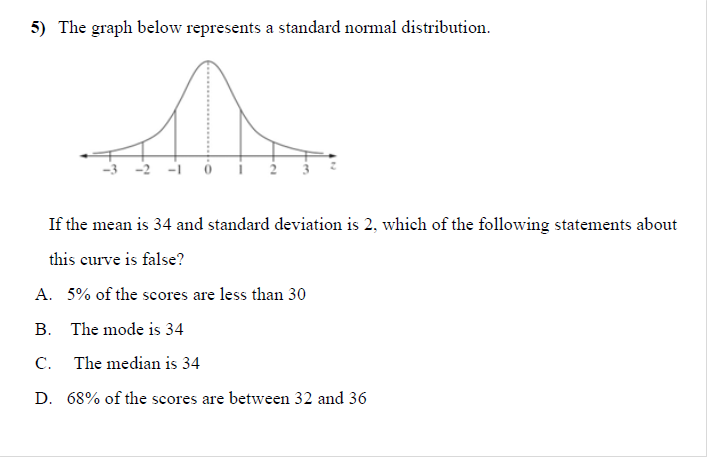 5) The graph below represents a standard normal distribution.
-3 -2 -1 0 1 2 3 z
If the mean is 34 and standard deviation is 2, which of the following statements about
this curve is false?
A. 5% of the scores are less than 30
B. The mode is 34
C. The median is 34
D. 68% of the scores are between 32 and 36